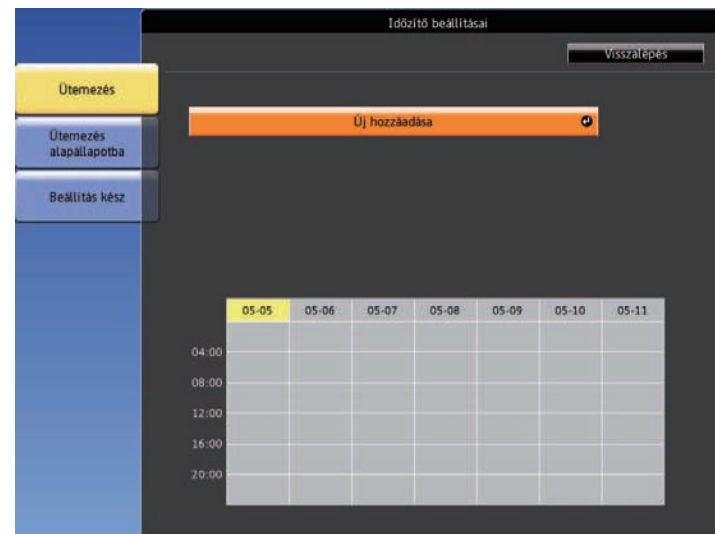 Időzítő beállításai
Visszalépés
Ütemezés
Új hozzáadása
Ütemezés
alapállapotba
Beállítás kész
05-05 05-06 05-07 05-08 05-09 05-10 05-11
04:00
08:00
12:00
16:00
20:00